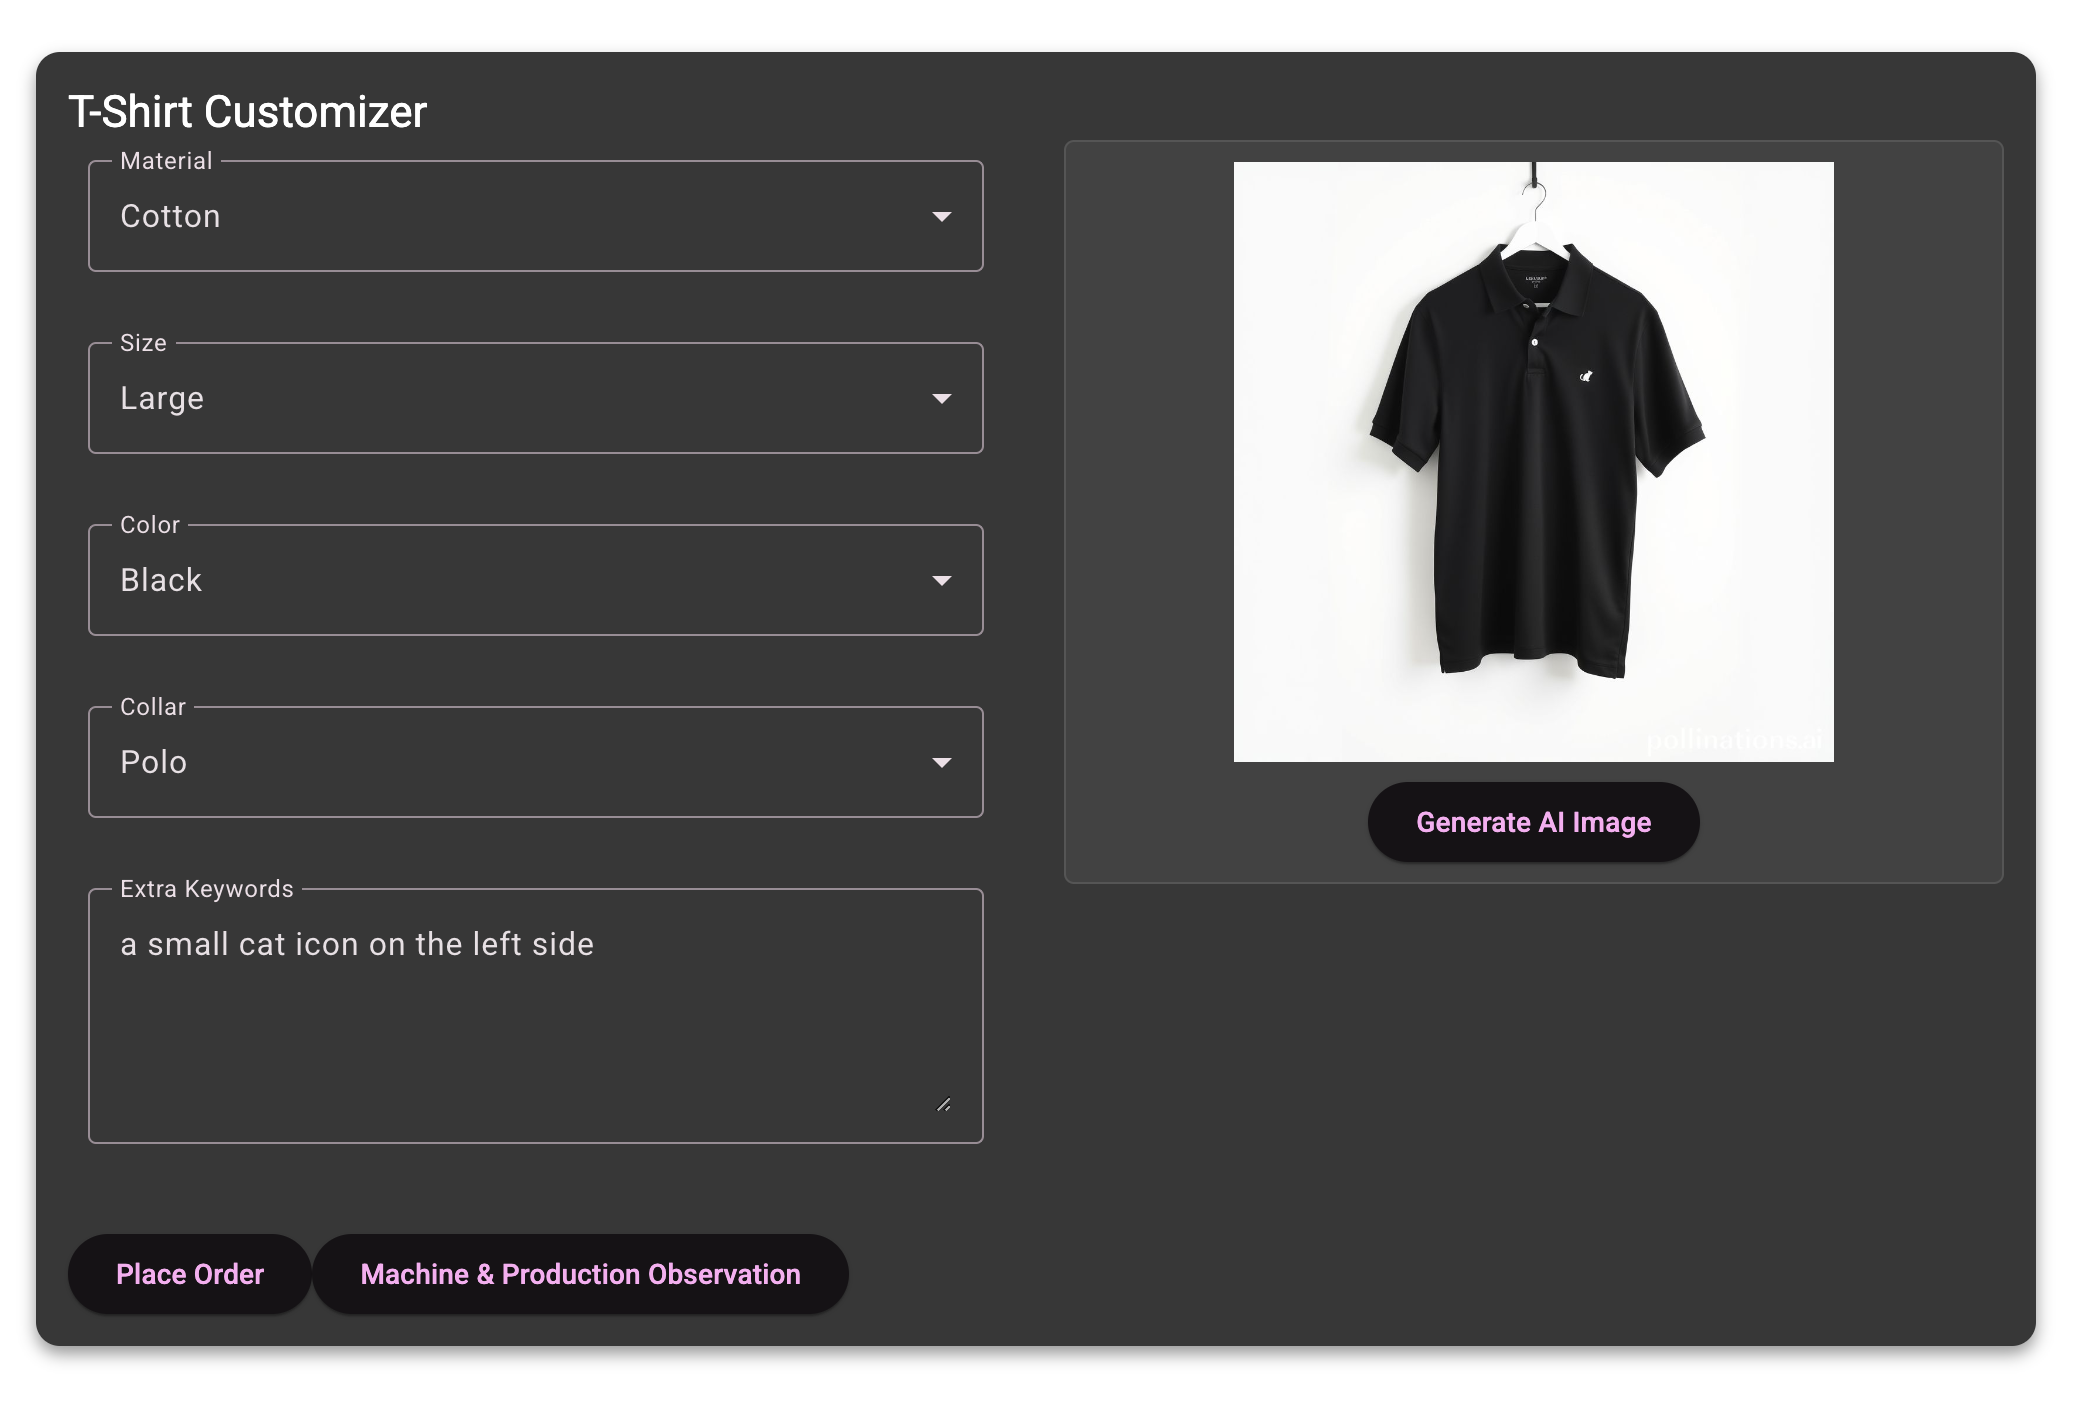 T-Shirt Customizer
Material
Cotton
Size
Large
Color
Black
Collar
Polo
Extra Keywords
a small cat icon on the left side
pollinations.ai
Generate AI Image
Place Order
Machine & Production Observation